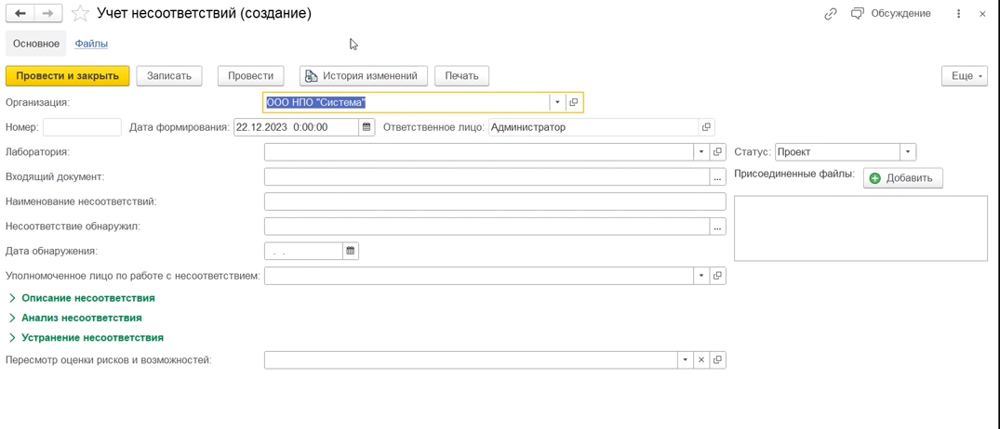 Учет несоответствий (создание)
Обсуждение
Основное Файлы
Провести и закрыть Записать Провести История изменений Печать Еще
Организация: ООО НПО "Система"
Номер: Дата формирования: 22.12.2023 0:00:00 Ответственное лицо: Администратор
Лаборатория: Статус: Проект
Входящий документ: ... Присоединенные файлы: Добавить
Наименование несоответствий:
Несоответствие обнаружил: ...
Дата обнаружения: . .
Уполномоченное лицо по работе с несоответствием:
Описание несоответствия
Анализ несоответствия
Устранение несоответствия
Пересмотр оценки рисков и возможностей: